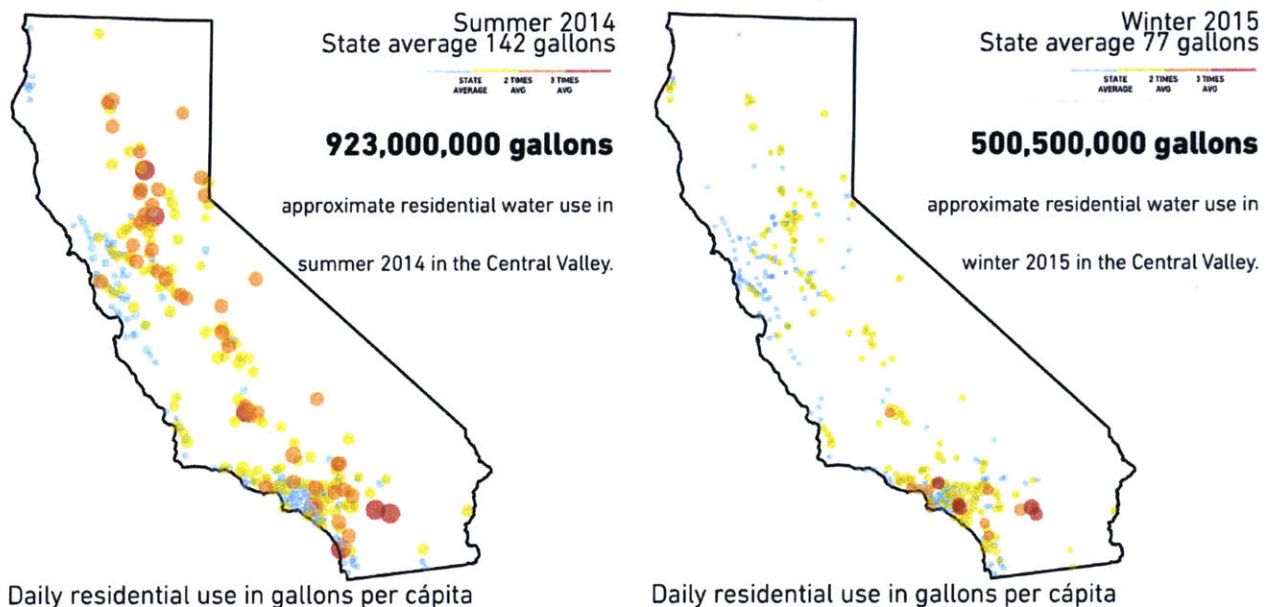 Summer 2014
State average 142 gallons
STATE AVERAGE
2 TIMES AVG
3 TIMES AVG
923,000,000 gallons
approximate residential water use in
summer 2014 in the Central Valley.
Daily residential use in gallons per cápita
Winter 2015
State average 77 gallons
STATE AVERAGE
2 TIMES AVG
3 TIMES AVG
500,500,000 gallons
approximate residential water use in
winter 2015 in the Central Valley.
Daily residential use in gallons per cápita